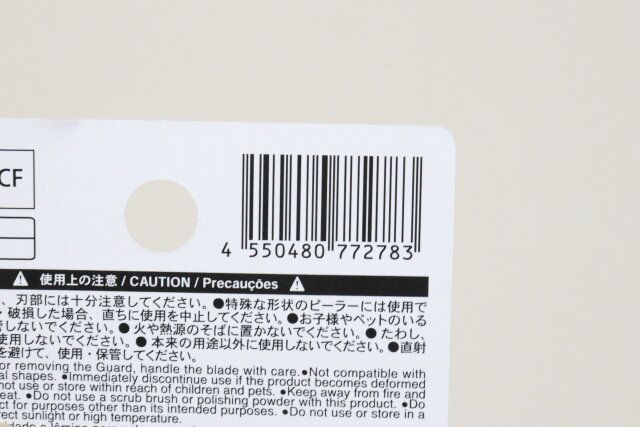 CF
4 550480 772783
使用上の注意 / CAUTION / Precauções
、刃部には十分注意してください。●特殊な形状のピーラーには使用で
・破損した場合、直ちに使用を中止してください。●お子様やペットのいる
管しないでください。●火や熱源のそばに置かないでください。●たわし、
使用しないでください。●本来の用途以外に使用しないでください。●直射
を避けて、使用・保管してください。
or removing the Guard, handle the blade with care.●Not compatible with
al shapes. ●Immediately discontinue use if the product becomes deformed
not use or store within reach of children and pets. ●Keep away from fire and
eat. ●Do not use a scrub brush or polishing powder with this product. ●Do
ct for purposes other than its intended purposes. ●Do not use or store in a
rect sunlight or high temperature.